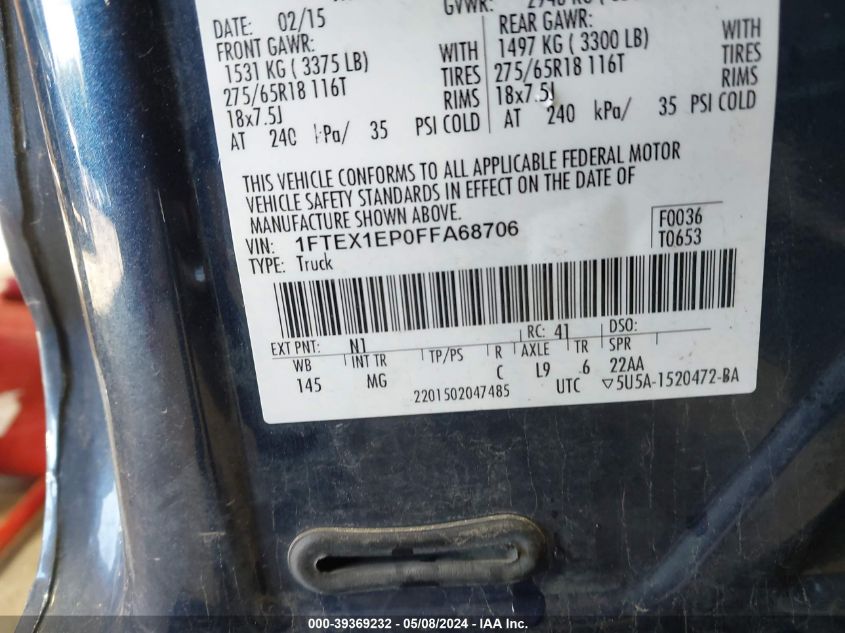 GVWR:
DATE: 02/15
FRONT GAWR: REAR GAWR:
1531 KG ( 3375 LB) WITH 1497 KG ( 3300 LB) WITH
275/65R18 116T TIRES 275/65R18 116T TIRES
18x7.5J RIMS 18x7.5J RIMS
AT 240 kPa/ 35 PSI COLD AT 240 kPa/ 35 PSI COLD
THIS VEHICLE CONFORMS TO ALL APPLICABLE FEDERAL MOTOR
VEHICLE SAFETY STANDARDS IN EFFECT ON THE DATE OF
MANUFACTURE SHOWN ABOVE.
VIN: 1FTEX1EP0FFA68706 F0036
TYPE: Truck T0653
EXT PNT: N1 RC: 41 DSO:
WB INT TR TP/PS R AXLE TR SPR
145 MG C L9 6 22AA
2201502047485 UTC ▽5U5A-1520472-BA
000-39369232 - 05/08/2024 - IAA Inc.